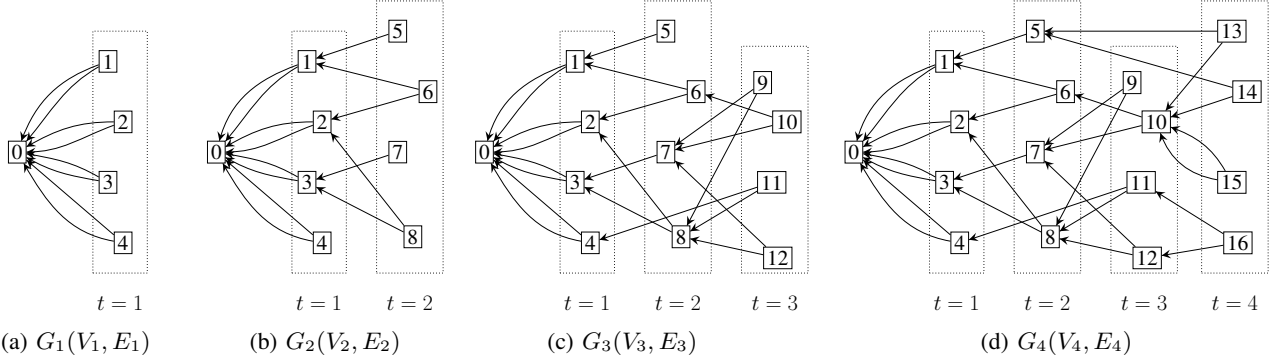 0 1 2 3 4
t = 1
(a) G₁(V₁, E₁)
0 1 2 3 4 5 6 7 8
t = 1 t = 2
(b) G₂(V₂, E₂)
0 1 2 3 4 5 6 7 8 9 10 11 12
t = 1 t = 2 t = 3
(c) G₃(V₃, E₃)
0 1 2 3 4 5 6 7 8 9 10 11 12 13 14 15 16
t = 1 t = 2 t = 3 t = 4
(d) G₄(V₄, E₄)